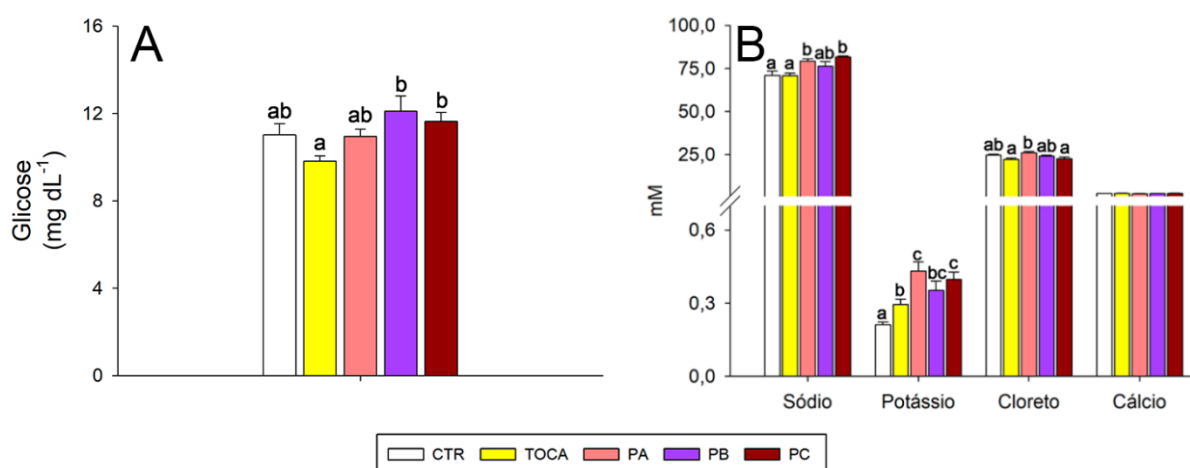 A
Glicose
(mg dL⁻¹)
16
12
8
4
0
ab
a
ab
b
b
B
mM
100,0
75,0
50,0
25,0
0,6
0,3
0,0
a a b ab b
a b c bc c
ab a b ab a
Sódio Potássio Cloreto Cálcio
CTR TOCA PA PB PC